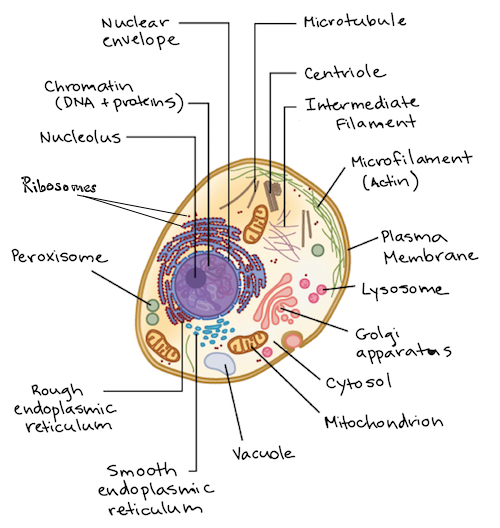 Nuclear
envelope
Microtubule
Chromatin
(DNA + proteins)
Centriole
Intermediate
Filament
Nucleolus
Microfilament
(Actin)
Ribosomes
Plasma
Membrane
Peroxisome
Lysosome
Golgi
apparatus
Cytosol
Rough
endoplasmic
reticulum
Mitochondrion
Vacuole
Smooth
endoplasmic
reticulum